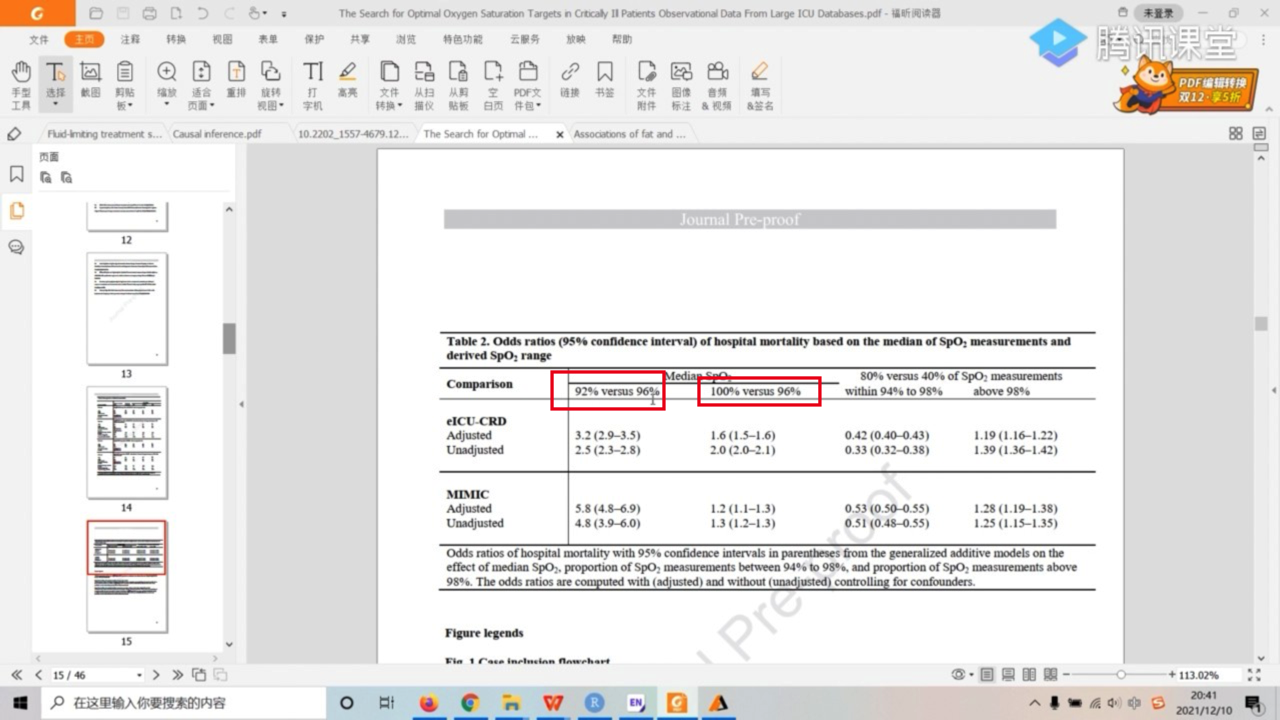 The Search for Optimal Oxygen Saturation Targets in Critically Ill Patients Observational Data From Large ICU Databases.pdf - 福昕阅读器
未登录
文件 主页 注释 转换 视图 表单 保护 共享 浏览 特色功能 云服务 放映 帮助
腾讯课堂
手型工具
选择
截图
剪贴板
缩放
适合页面
重排
旋转视图
打字机
高亮
文件转换
从扫描仪
从剪贴板
空白页
文件包
链接
书签
文件附件
图像标注
音频&视频
填写&签名
PDF编辑转换
双12·享5折
Fluid-limiting treatment s...
Causal inference.pdf
10.2202_1557-4679.12...
The Search for Optimal ...
Associations of fat and ...
页面
12
13
14
15
Journal Pre-proof
Table 2. Odds ratios (95% confidence interval) of hospital mortality based on the median of SpO₂ measurements and
derived SpO₂ range
Comparison Median SpO₂ 80% versus 40% of SpO₂ measurements
92% versus 96% 100% versus 96% within 94% to 98% above 98%
eICU-CRD
Adjusted 3.2 (2.9–3.5) 1.6 (1.5–1.6) 0.42 (0.40–0.43) 1.19 (1.16–1.22)
Unadjusted 2.5 (2.3–2.8) 2.0 (2.0–2.1) 0.33 (0.32–0.38) 1.39 (1.36–1.42)
MIMIC
Adjusted 5.8 (4.8–6.9) 1.2 (1.1–1.3) 0.53 (0.50–0.55) 1.28 (1.19–1.38)
Unadjusted 4.8 (3.9–6.0) 1.3 (1.2–1.3) 0.51 (0.48–0.55) 1.25 (1.15–1.35)
Odds ratios of hospital mortality with 95% confidence intervals in parentheses from the generalized additive models on the
effect of median SpO₂, proportion of SpO₂ measurements between 94% to 98%, and proportion of SpO₂ measurements above
98%. The odds ratios are computed with (adjusted) and without (unadjusted) controlling for confounders.
Pre-proof
Figure legends
Fig. 1 Case inclusion flowchart
15 / 46
113.02%
在这里输入你要搜索的内容
EN
20:41
2021/12/10